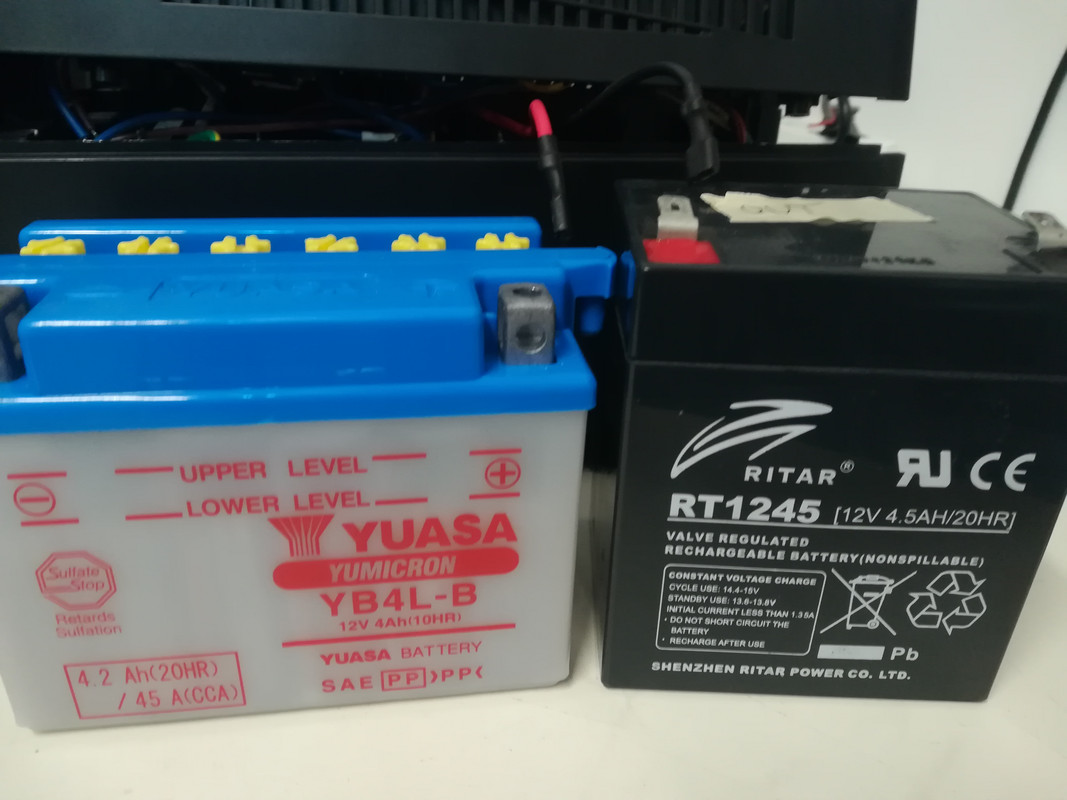 YUASA
UPPER LEVEL
LOWER LEVEL
YUASA
YUMICRON
YB4L-B
12V 4Ah(10HR)
YUASA BATTERY
SAE PP >PP<
Sulfate
Stop
Retards
Sulfation
4.2 Ah(20HR)
/ 45 A(CCA)
OUT
RITAR®
RT1245 [12V 4.5AH/20HR]
VALVE REGULATED
RECHARGEABLE BATTERY(NONSPILLABLE)
CONSTANT VOLTAGE CHARGE
CYCLE USE: 14.4-15V
STANDBY USE: 13.6-13.8V
INITIAL CURRENT LESS THAN 1.35A
· DO NOT SHORT CIRCUIT THE
BATTERY
· RECHARGE AFTER USE
Pb
SHENZHEN RITAR POWER CO. LTD.